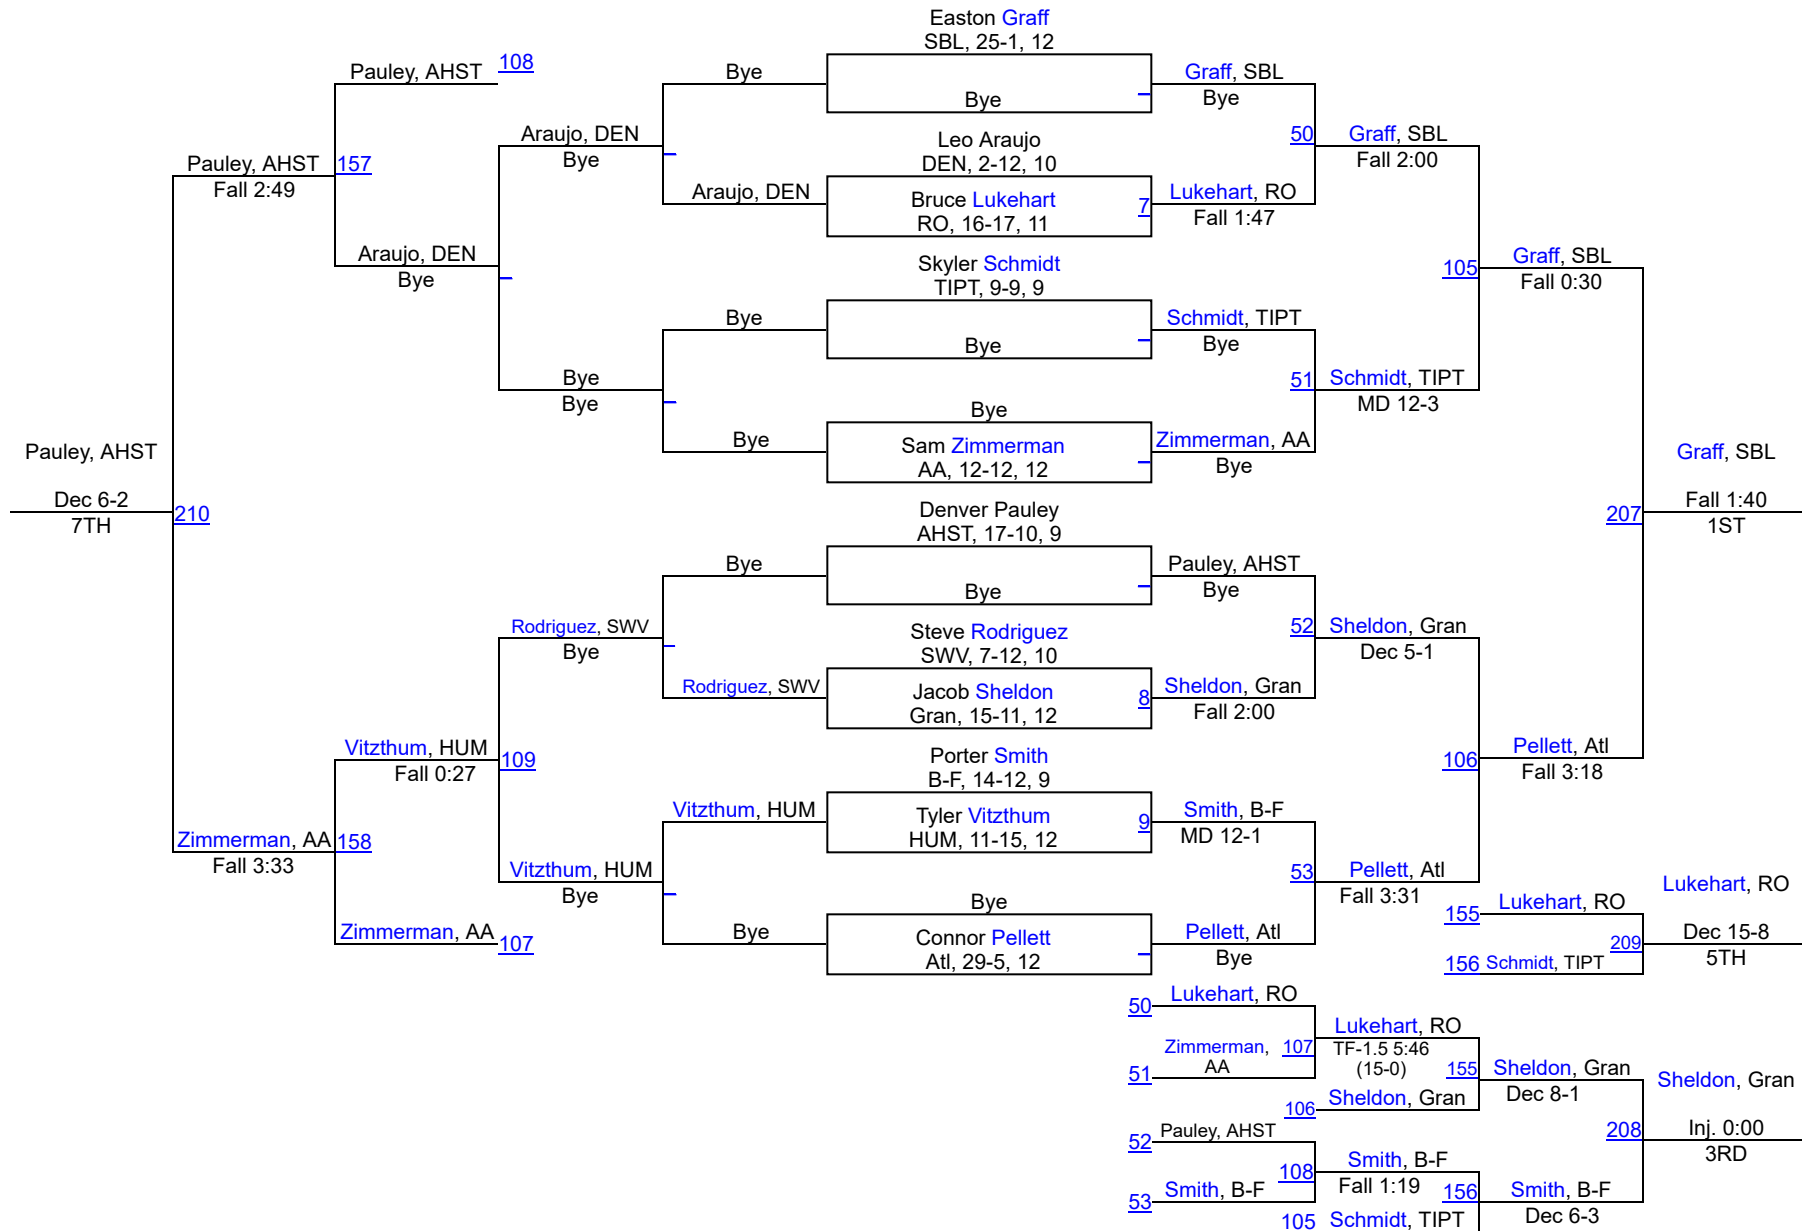 Easton Graff
SBL, 25-1, 12
Pauley, AHST 108
Bye
Graff, SBL
Bye
Bye
Araujo, DEN
Bye
Leo Araujo
DEN, 2-12, 10
50 Graff, SBL
Fall 2:00
Pauley, AHST 157
Fall 2:49
Araujo, DEN
Bruce Lukehart 7
RO, 16-17, 11
Lukehart, RO
Fall 1:47
Araujo, DEN
Bye
Skyler Schmidt
TIPT, 9-9, 9
105 Graff, SBL
Fall 0:30
Bye
Bye
Schmidt, TIPT
Bye
Bye
Bye
51 Schmidt, TIPT
MD 12-3
Bye
Bye
Sam Zimmerman
AA, 12-12, 12
Zimmerman, AA
Bye
Pauley, AHST
Dec 6-2
7TH
210
Graff, SBL
207 Fall 1:40
1ST
Denver Pauley
AHST, 17-10, 9
Bye
Bye
Pauley, AHST
Bye
Rodriguez, SWV
Bye
Steve Rodriguez
SWV, 7-12, 10
52 Sheldon, Gran
Dec 5-1
Rodriguez, SWV
Jacob Sheldon 8
Gran, 15-11, 12
Sheldon, Gran
Fall 2:00
Vitzthum, HUM 109
Fall 0:27
Porter Smith
B-F, 14-12, 9
106 Pellett, Atl
Fall 3:18
Vitzthum, HUM
Tyler Vitzthum 9
HUM, 11-15, 12
Smith, B-F
MD 12-1
Zimmerman, AA 158
Fall 3:33
Vitzthum, HUM
Bye
53 Pellett, Atl
Fall 3:31
Zimmerman, AA 107
Bye
Bye
Connor Pellett
Atl, 29-5, 12
Pellett, Atl
Bye
155 Lukehart, RO
156 Schmidt, TIPT
209
Lukehart, RO
Dec 15-8
5TH
50 Lukehart, RO
51 Zimmerman,
AA
107 Lukehart, RO
TF-1.5 5:46
(15-0)
106 Sheldon, Gran
155 Sheldon, Gran
Dec 8-1
52 Pauley, AHST
53 Smith, B-F
108 Smith, B-F
Fall 1:19
105 Schmidt, TIPT
156 Smith, B-F
Dec 6-3
208
Sheldon, Gran
Inj. 0:00
3RD